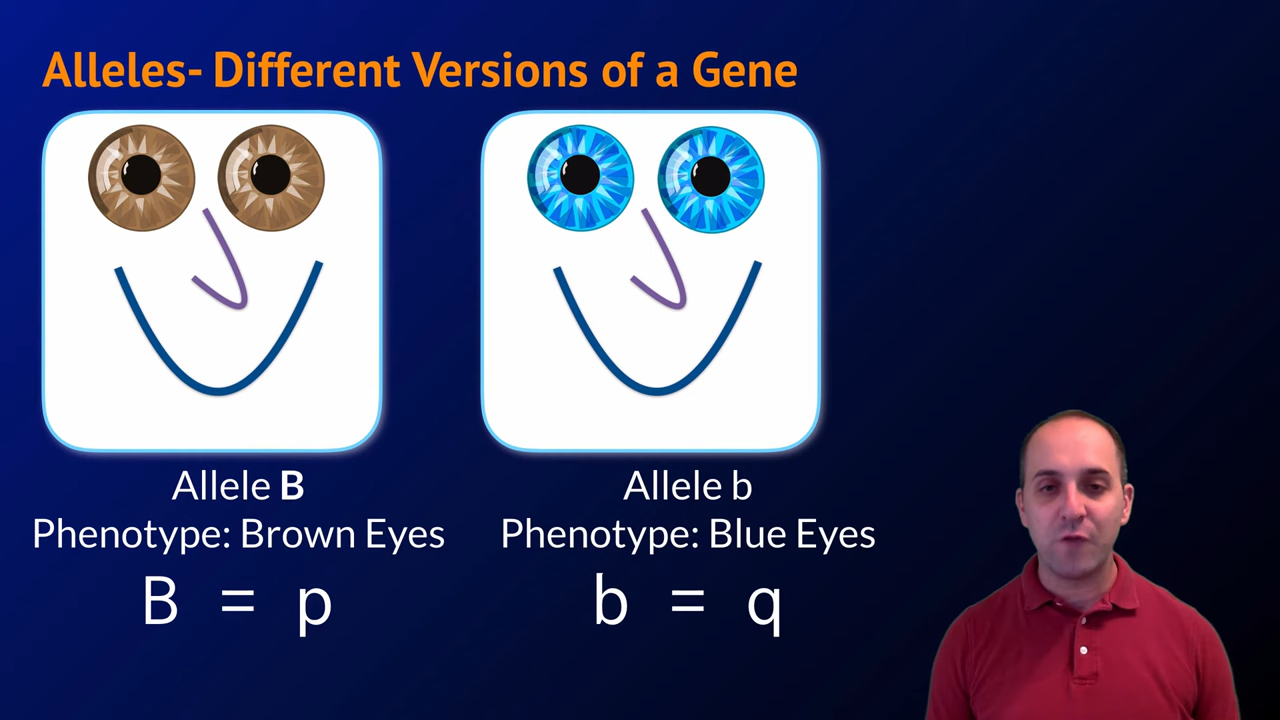 Alleles- Different Versions of a Gene
Allele B
Phenotype: Brown Eyes
B = p
Allele b
Phenotype: Blue Eyes
b = q